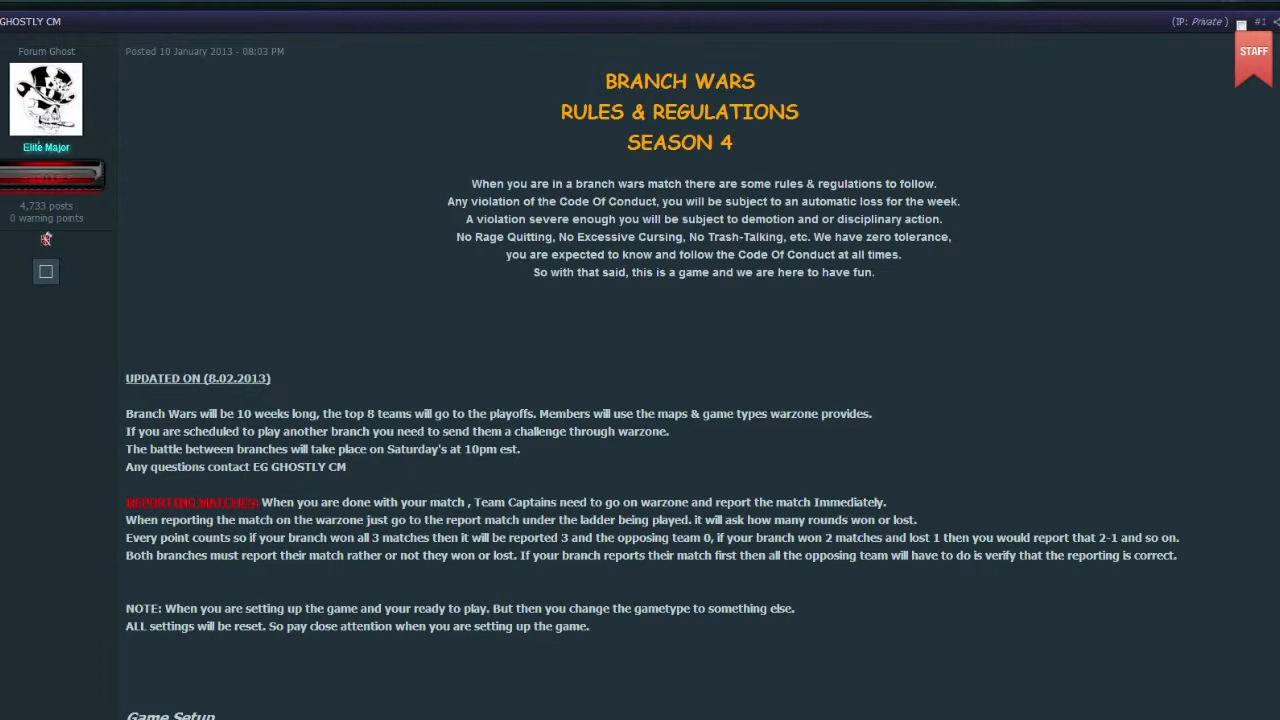 GHOSTLY CM
(IP: Private ) #1
STAFF
Forum Ghost
Posted 10 January 2013 - 08:03 PM
Elite Major
4,733 posts
0 warning points
BRANCH WARS
RULES & REGULATIONS
SEASON 4
When you are in a branch wars match there are some rules & regulations to follow.
Any violation of the Code Of Conduct, you will be subject to an automatic loss for the week.
A violation severe enough you will be subject to demotion and or disciplinary action.
No Rage Quitting, No Excessive Cursing, No Trash-Talking, etc. We have zero tolerance,
you are expected to know and follow the Code Of Conduct at all times.
So with that said, this is a game and we are here to have fun.
UPDATED ON (8.02.2013)
Branch Wars will be 10 weeks long, the top 8 teams will go to the playoffs. Members will use the maps & game types warzone provides.
If you are scheduled to play another branch you need to send them a challenge through warzone.
The battle between branches will take place on Saturday's at 10pm est.
Any questions contact EG GHOSTLY CM
REPORTING MATCHES: When you are done with your match , Team Captains need to go on warzone and report the match Immediately.
When reporting the match on the warzone just go to the report match under the ladder being played. it will ask how many rounds won or lost.
Every point counts so if your branch won all 3 matches then it will be reported 3 and the opposing team 0, if your branch won 2 matches and lost 1 then you would report that 2-1 and so on.
Both branches must report their match rather or not they won or lost. If your branch reports their match first then all the opposing team will have to do is verify that the reporting is correct.
NOTE: When you are setting up the game and your ready to play. But then you change the gametype to something else.
ALL settings will be reset. So pay close attention when you are setting up the game.
Game Setup